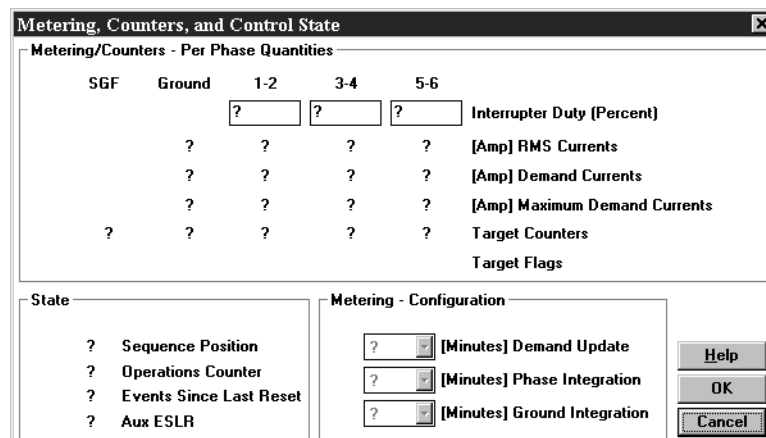 Metering, Counters, and Control State
Metering/Counters - Per Phase Quantities
SGF Ground 1-2 3-4 5-6
? ? ? Interrupter Duty (Percent)
? ? ? ? [Amp] RMS Currents
? ? ? ? [Amp] Demand Currents
? ? ? ? [Amp] Maximum Demand Currents
? ? ? ? ? Target Counters
Target Flags
State
? Sequence Position
? Operations Counter
? Events Since Last Reset
? Aux ESLR
Metering - Configuration
? [Minutes] Demand Update
? [Minutes] Phase Integration
? [Minutes] Ground Integration
Help
OK
Cancel